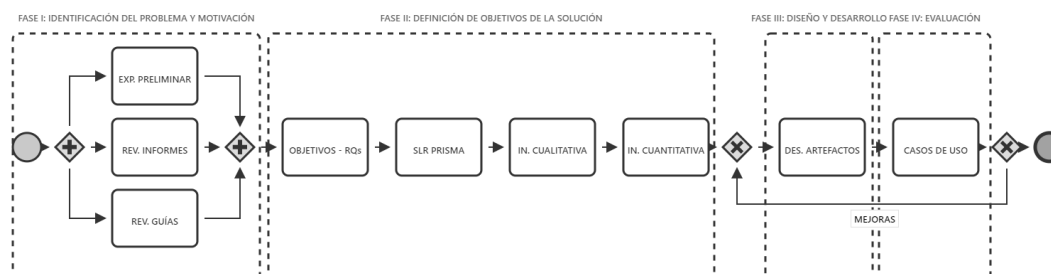 FASE I: IDENTIFICACIÓN DEL PROBLEMA Y MOTIVACIÓN
FASE II: DEFINICIÓN DE OBJETIVOS DE LA SOLUCIÓN
FASE III: DISEÑO Y DESARROLLO
FASE IV: EVALUACIÓN
EXP. PRELIMINAR
REV. INFORMES
REV. GUÍAS
OBJETIVOS - RQs
SLR PRISMA
IN. CUALITATIVA
IN. CUANTITATIVA
DES. ARTEFACTOS
CASOS DE USO
MEJORAS